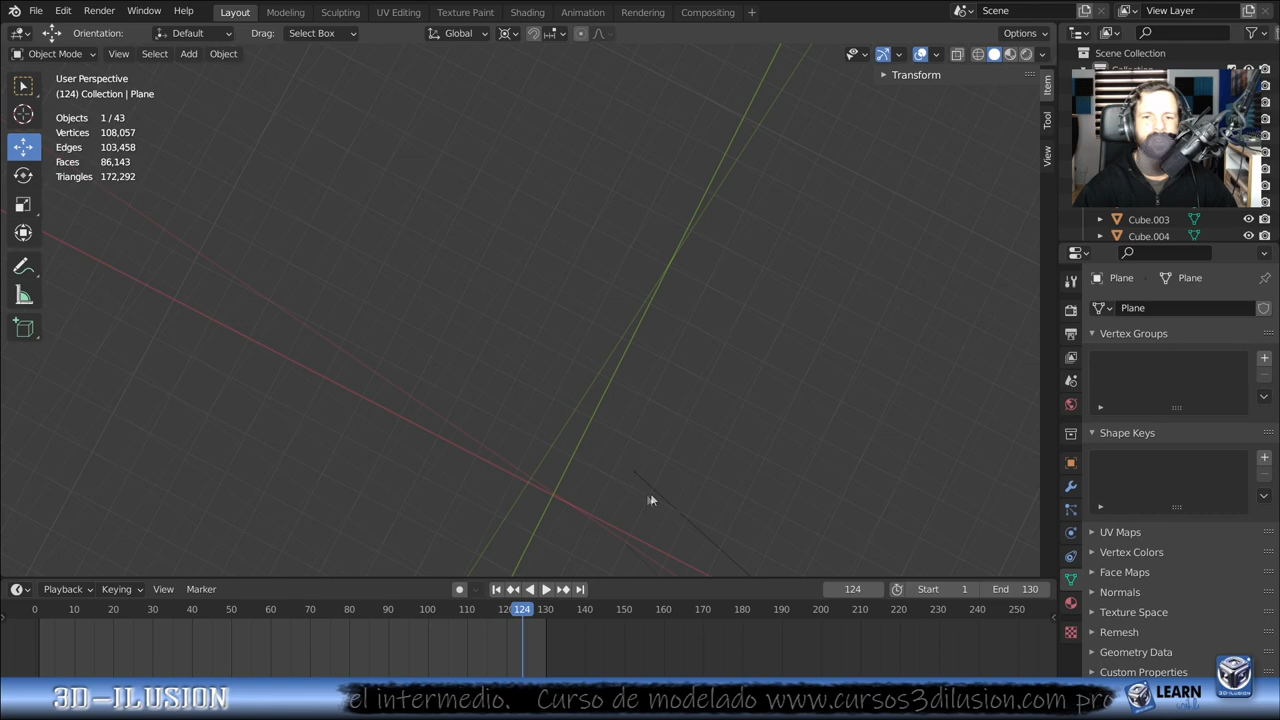 File Edit Render Window Help Layout Modeling Sculpting UV Editing Texture Paint Shading Animation Rendering Compositing + Scene View Layer
Orientation: Default Drag: Select Box Global Options
Object Mode View Select Add Object
Scene Collection
User Perspective
(124) Collection | Plane
Objects 1 / 43
Vertices 108,057
Edges 103,458
Faces 86,143
Triangles 172,292
Transform
Item
Tool
View
Cube.003
Cube.004
Plane Plane
Plane
Vertex Groups
Shape Keys
UV Maps
Vertex Colors
Face Maps
Normals
Texture Space
Remesh
Geometry Data
Custom Properties
Playback Keying View Marker 124 Start 1 End 130
0 10 20 30 40 50 60 70 80 90 100 110 124 130 140 150 160 170 180 190 200 210 220 230 240 250
3D-ILUSION el intermedio. Curso de modelado www.cursos3dilusion.com pro LEARN